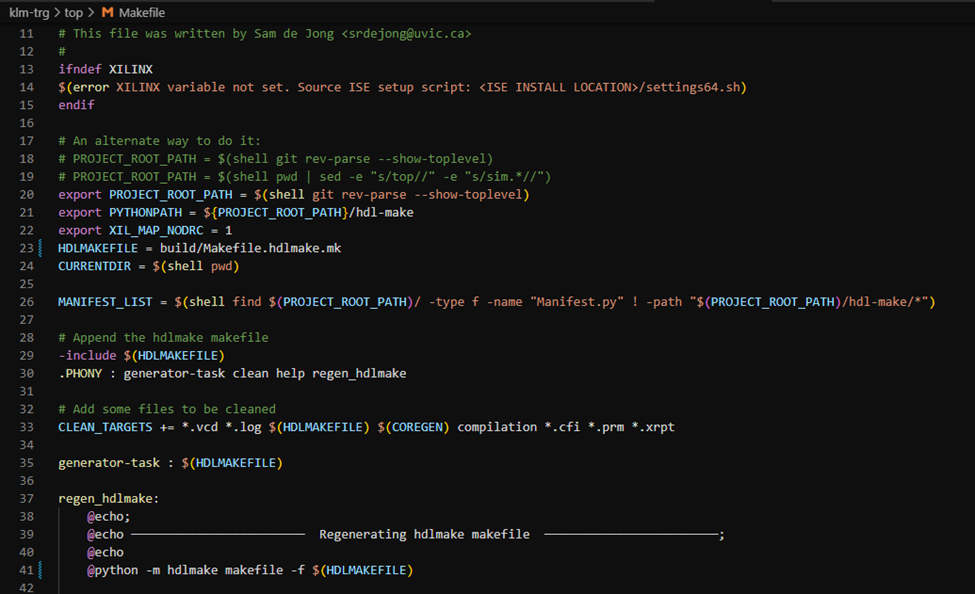 klm-trg > top > M Makefile
11 # This file was written by Sam de Jong <srdejong@uvic.ca>
12 #
13 ifndef XILINX
14 $(error XILINX variable not set. Source ISE setup script: <ISE INSTALL LOCATION>/settings64.sh)
15 endif
16
17 # An alternate way to do it:
18 # PROJECT_ROOT_PATH = $(shell git rev-parse --show-toplevel)
19 # PROJECT_ROOT_PATH = $(shell pwd | sed -e "s/top//" -e "s/sim.*//")
20 export PROJECT_ROOT_PATH = $(shell git rev-parse --show-toplevel)
21 export PYTHONPATH = ${PROJECT_ROOT_PATH}/hdl-make
22 export XIL_MAP_NODRC = 1
23 HDLMAKEFILE = build/Makefile.hdlmake.mk
24 CURRENTDIR = $(shell pwd)
25
26 MANIFEST_LIST = $(shell find $(PROJECT_ROOT_PATH)/ -type f -name "Manifest.py" ! -path "$(PROJECT_ROOT_PATH)/hdl-make/*")
27
28 # Append the hdlmake makefile
29 -include $(HDLMAKEFILE)
30 .PHONY : generator-task clean help regen_hdlmake
31
32 # Add some files to be cleaned
33 CLEAN_TARGETS += *.vcd *.log $(HDLMAKEFILE) $(COREGEN) compilation *.cfi *.prm *.xrpt
34
35 generator-task : $(HDLMAKEFILE)
36
37 regen_hdlmake:
38 @echo;
39 @echo ──────────────────────── Regenerating hdlmake makefile ────────────────────────;
40 @echo
41 @python -m hdlmake makefile -f $(HDLMAKEFILE)
42